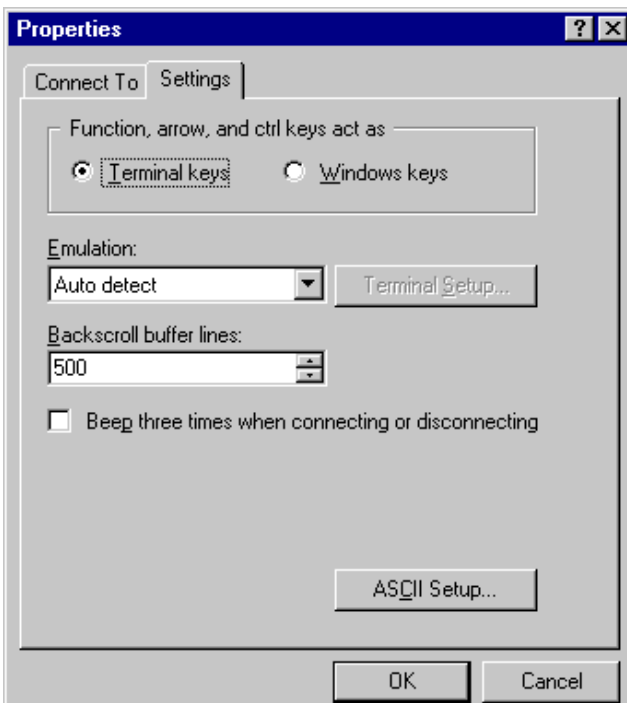 Properties
Connect To Settings
Function, arrow, and ctrl keys act as
Terminal keys Windows keys
Emulation:
Auto detect Terminal Setup...
Backscroll buffer lines:
500
Beep three times when connecting or disconnecting
ASCII Setup...
OK Cancel